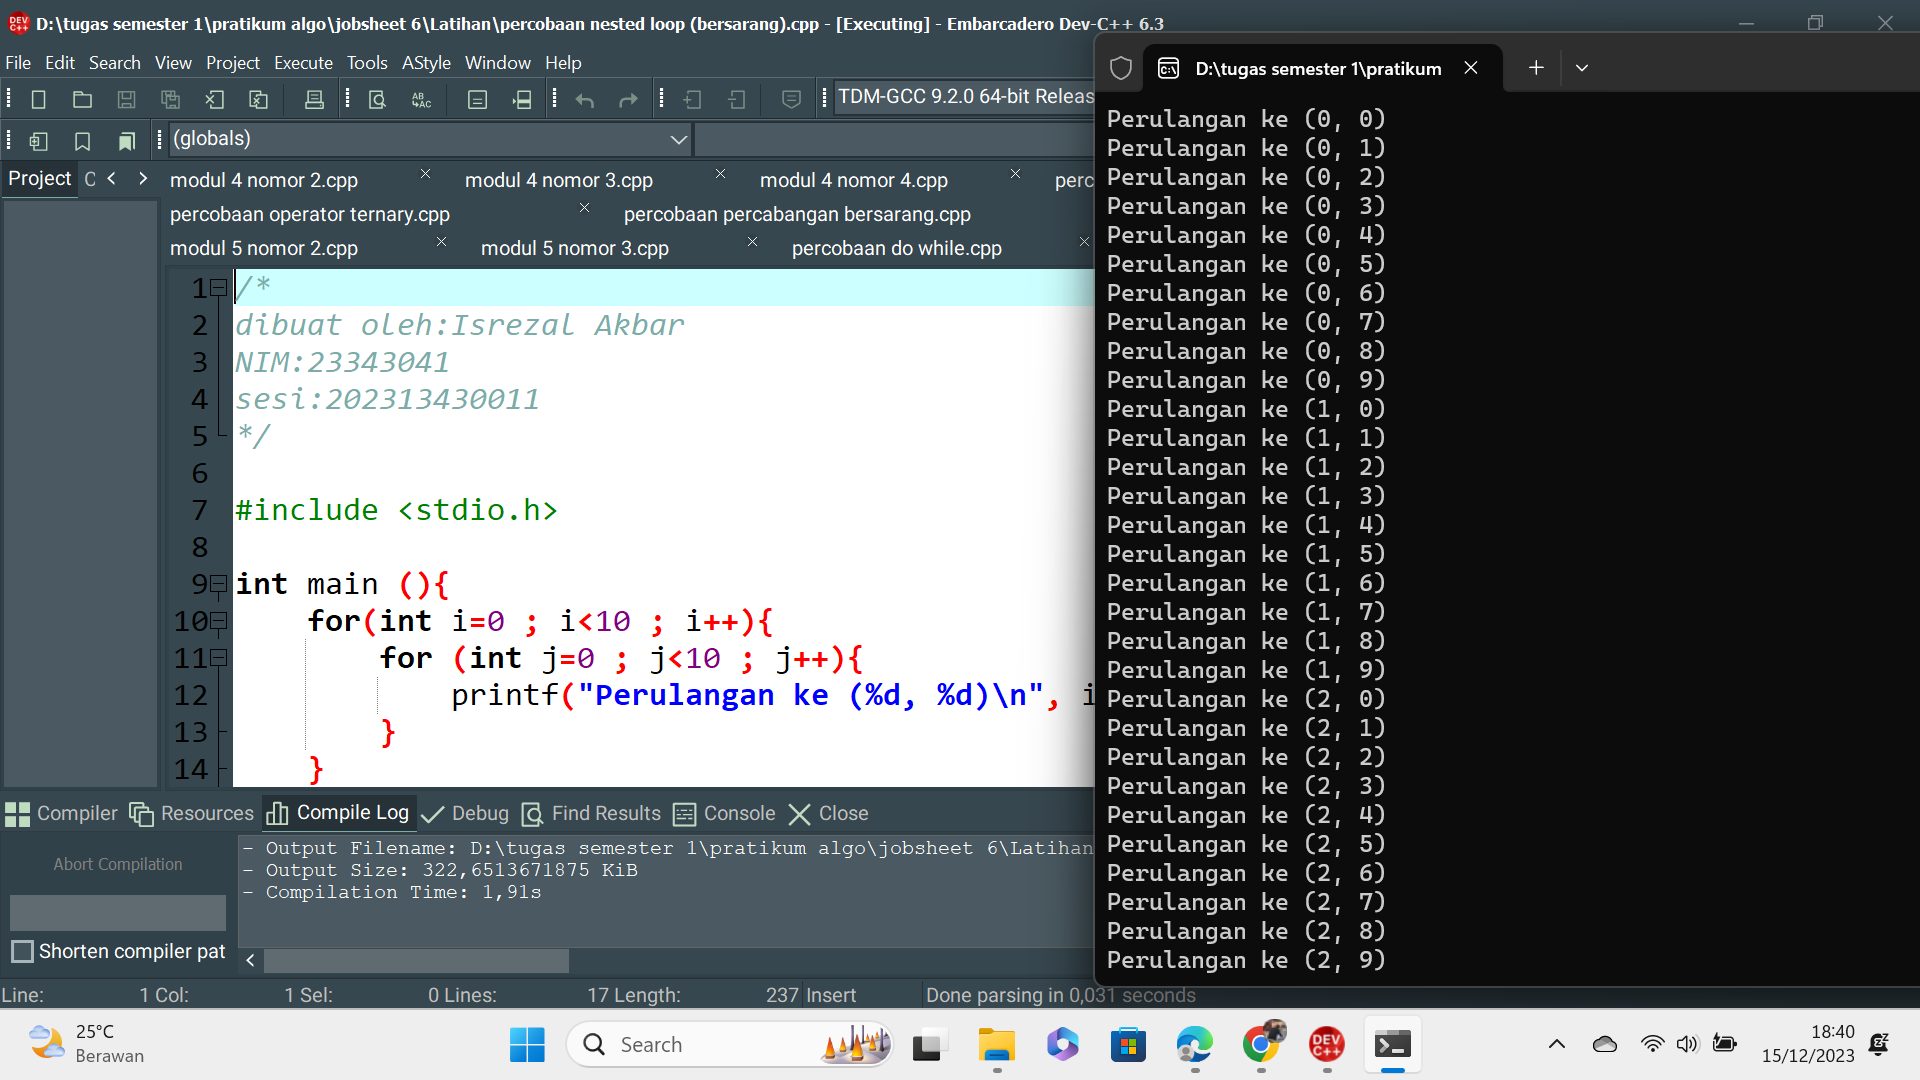 D:\tugas semester 1\pratikum algo\jobsheet 6\Latihan\percobaan nested loop (bersarang).cpp - [Executing] - Embarcadero Dev-C++ 6.3
File Edit Search View Project Execute Tools AStyle Window Help
TDM-GCC 9.2.0 64-bit Releas
(globals)
Project C
modul 4 nomor 2.cpp modul 4 nomor 3.cpp modul 4 nomor 4.cpp perc
percobaan operator ternary.cpp percobaan percabangan bersarang.cpp
modul 5 nomor 2.cpp modul 5 nomor 3.cpp percobaan do while.cpp
1 /*
2 dibuat oleh:Isrezal Akbar
3 NIM:23343041
4 sesi:202313430011
5 */
6
7 #include <stdio.h>
8
9 int main (){
10 for(int i=0 ; i<10 ; i++){
11 for (int j=0 ; j<10 ; j++){
12 printf("Perulangan ke (%d, %d)\n", i
13 }
14 }
Compiler Resources Compile Log Debug Find Results Console Close
Abort Compilation
Shorten compiler pat
- Output Filename: D:\tugas semester 1\pratikum algo\jobsheet 6\Latihan
- Output Size: 322,6513671875 KiB
- Compilation Time: 1,91s
Line: 1 Col: 1 Sel: 0 Lines: 17 Length: 237 Insert Done parsing in 0,031 seconds
D:\tugas semester 1\pratikum
Perulangan ke (0, 0)
Perulangan ke (0, 1)
Perulangan ke (0, 2)
Perulangan ke (0, 3)
Perulangan ke (0, 4)
Perulangan ke (0, 5)
Perulangan ke (0, 6)
Perulangan ke (0, 7)
Perulangan ke (0, 8)
Perulangan ke (0, 9)
Perulangan ke (1, 0)
Perulangan ke (1, 1)
Perulangan ke (1, 2)
Perulangan ke (1, 3)
Perulangan ke (1, 4)
Perulangan ke (1, 5)
Perulangan ke (1, 6)
Perulangan ke (1, 7)
Perulangan ke (1, 8)
Perulangan ke (1, 9)
Perulangan ke (2, 0)
Perulangan ke (2, 1)
Perulangan ke (2, 2)
Perulangan ke (2, 3)
Perulangan ke (2, 4)
Perulangan ke (2, 5)
Perulangan ke (2, 6)
Perulangan ke (2, 7)
Perulangan ke (2, 8)
Perulangan ke (2, 9)
25°C
Berawan
Search
DEV C++
18:40
15/12/2023